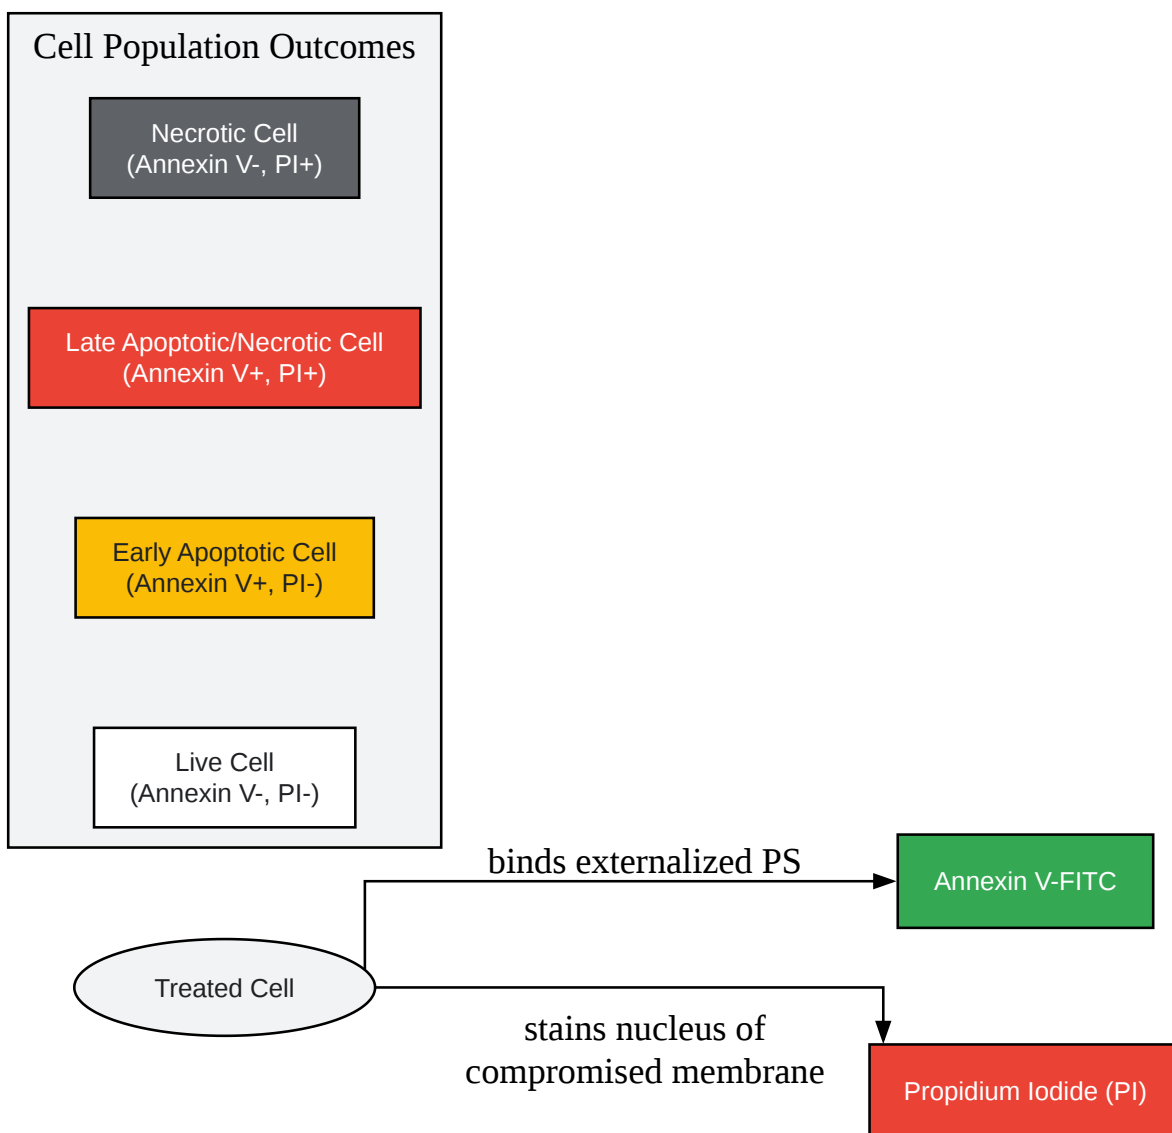 Cell Population Outcomes
Necrotic Cell
(Annexin V-, PI+)
Late Apoptotic/Necrotic Cell
(Annexin V+, PI+)
Early Apoptotic Cell
(Annexin V+, PI-)
Live Cell
(Annexin V-, PI-)
binds externalized PS
Annexin V-FITC
Treated Cell
stains nucleus of
compromised membrane
Propidium Iodide (PI)